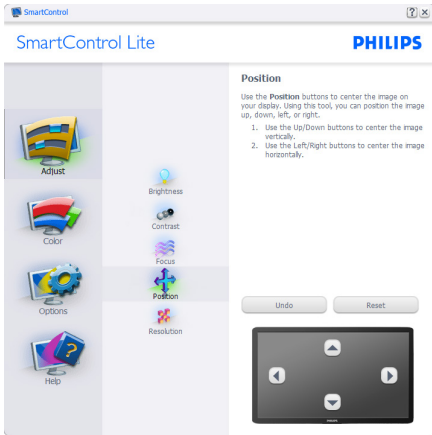 SmartControl
SmartControl Lite
PHILIPS
Adjust
Color
Options
Help
Brightness
Contrast
Focus
Position
Resolution
Position
Use the Position buttons to center the image on
your display. Using this tool, you can position the image
up, down, left, or right.
1. Use the Up/Down buttons to center the image
vertically.
2. Use the Left/Right buttons to center the image
horizontally.
Undo
Reset
PHILIPS